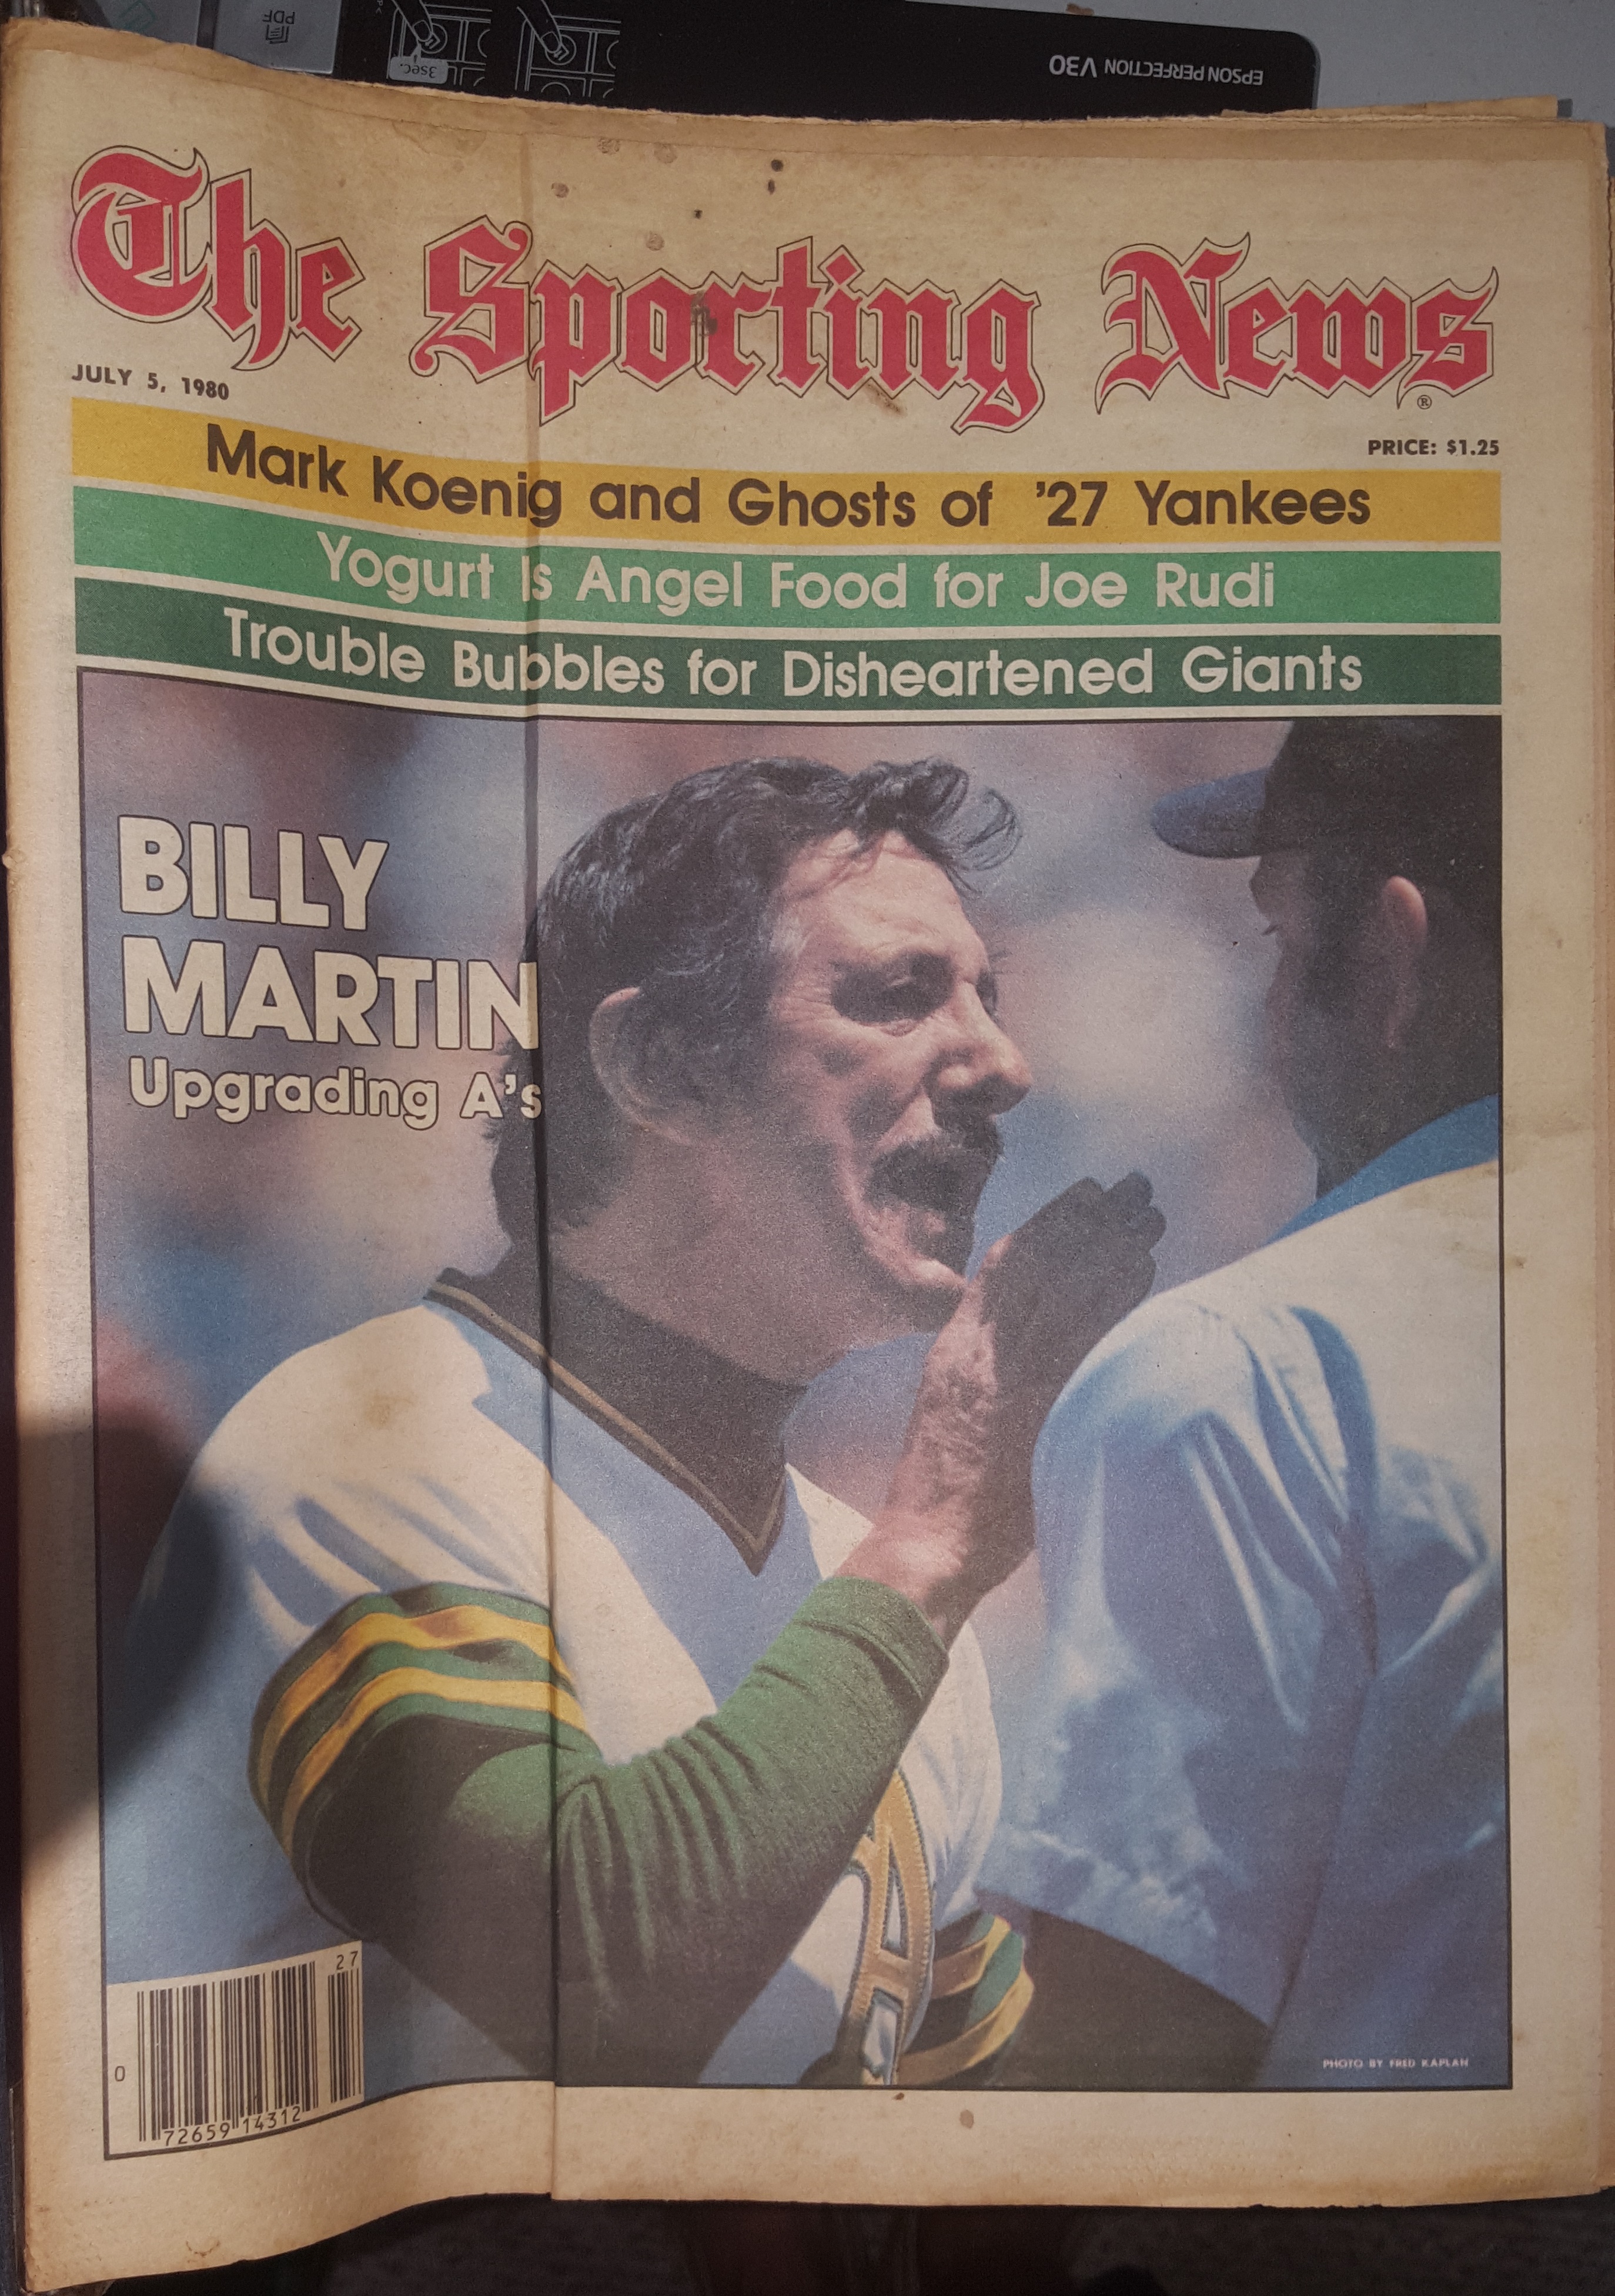 PDF
3sec.
EPSON PERFECTION V30
The Sporting News
®
JULY 5, 1980
PRICE: $1.25
Mark Koenig and Ghosts of '27 Yankees
Yogurt Is Angel Food for Joe Rudi
Trouble Bubbles for Disheartened Giants
BILLY
MARTIN
Upgrading A's
A
27
0
72659 14312
PHOTO BY FRED KAPLAN